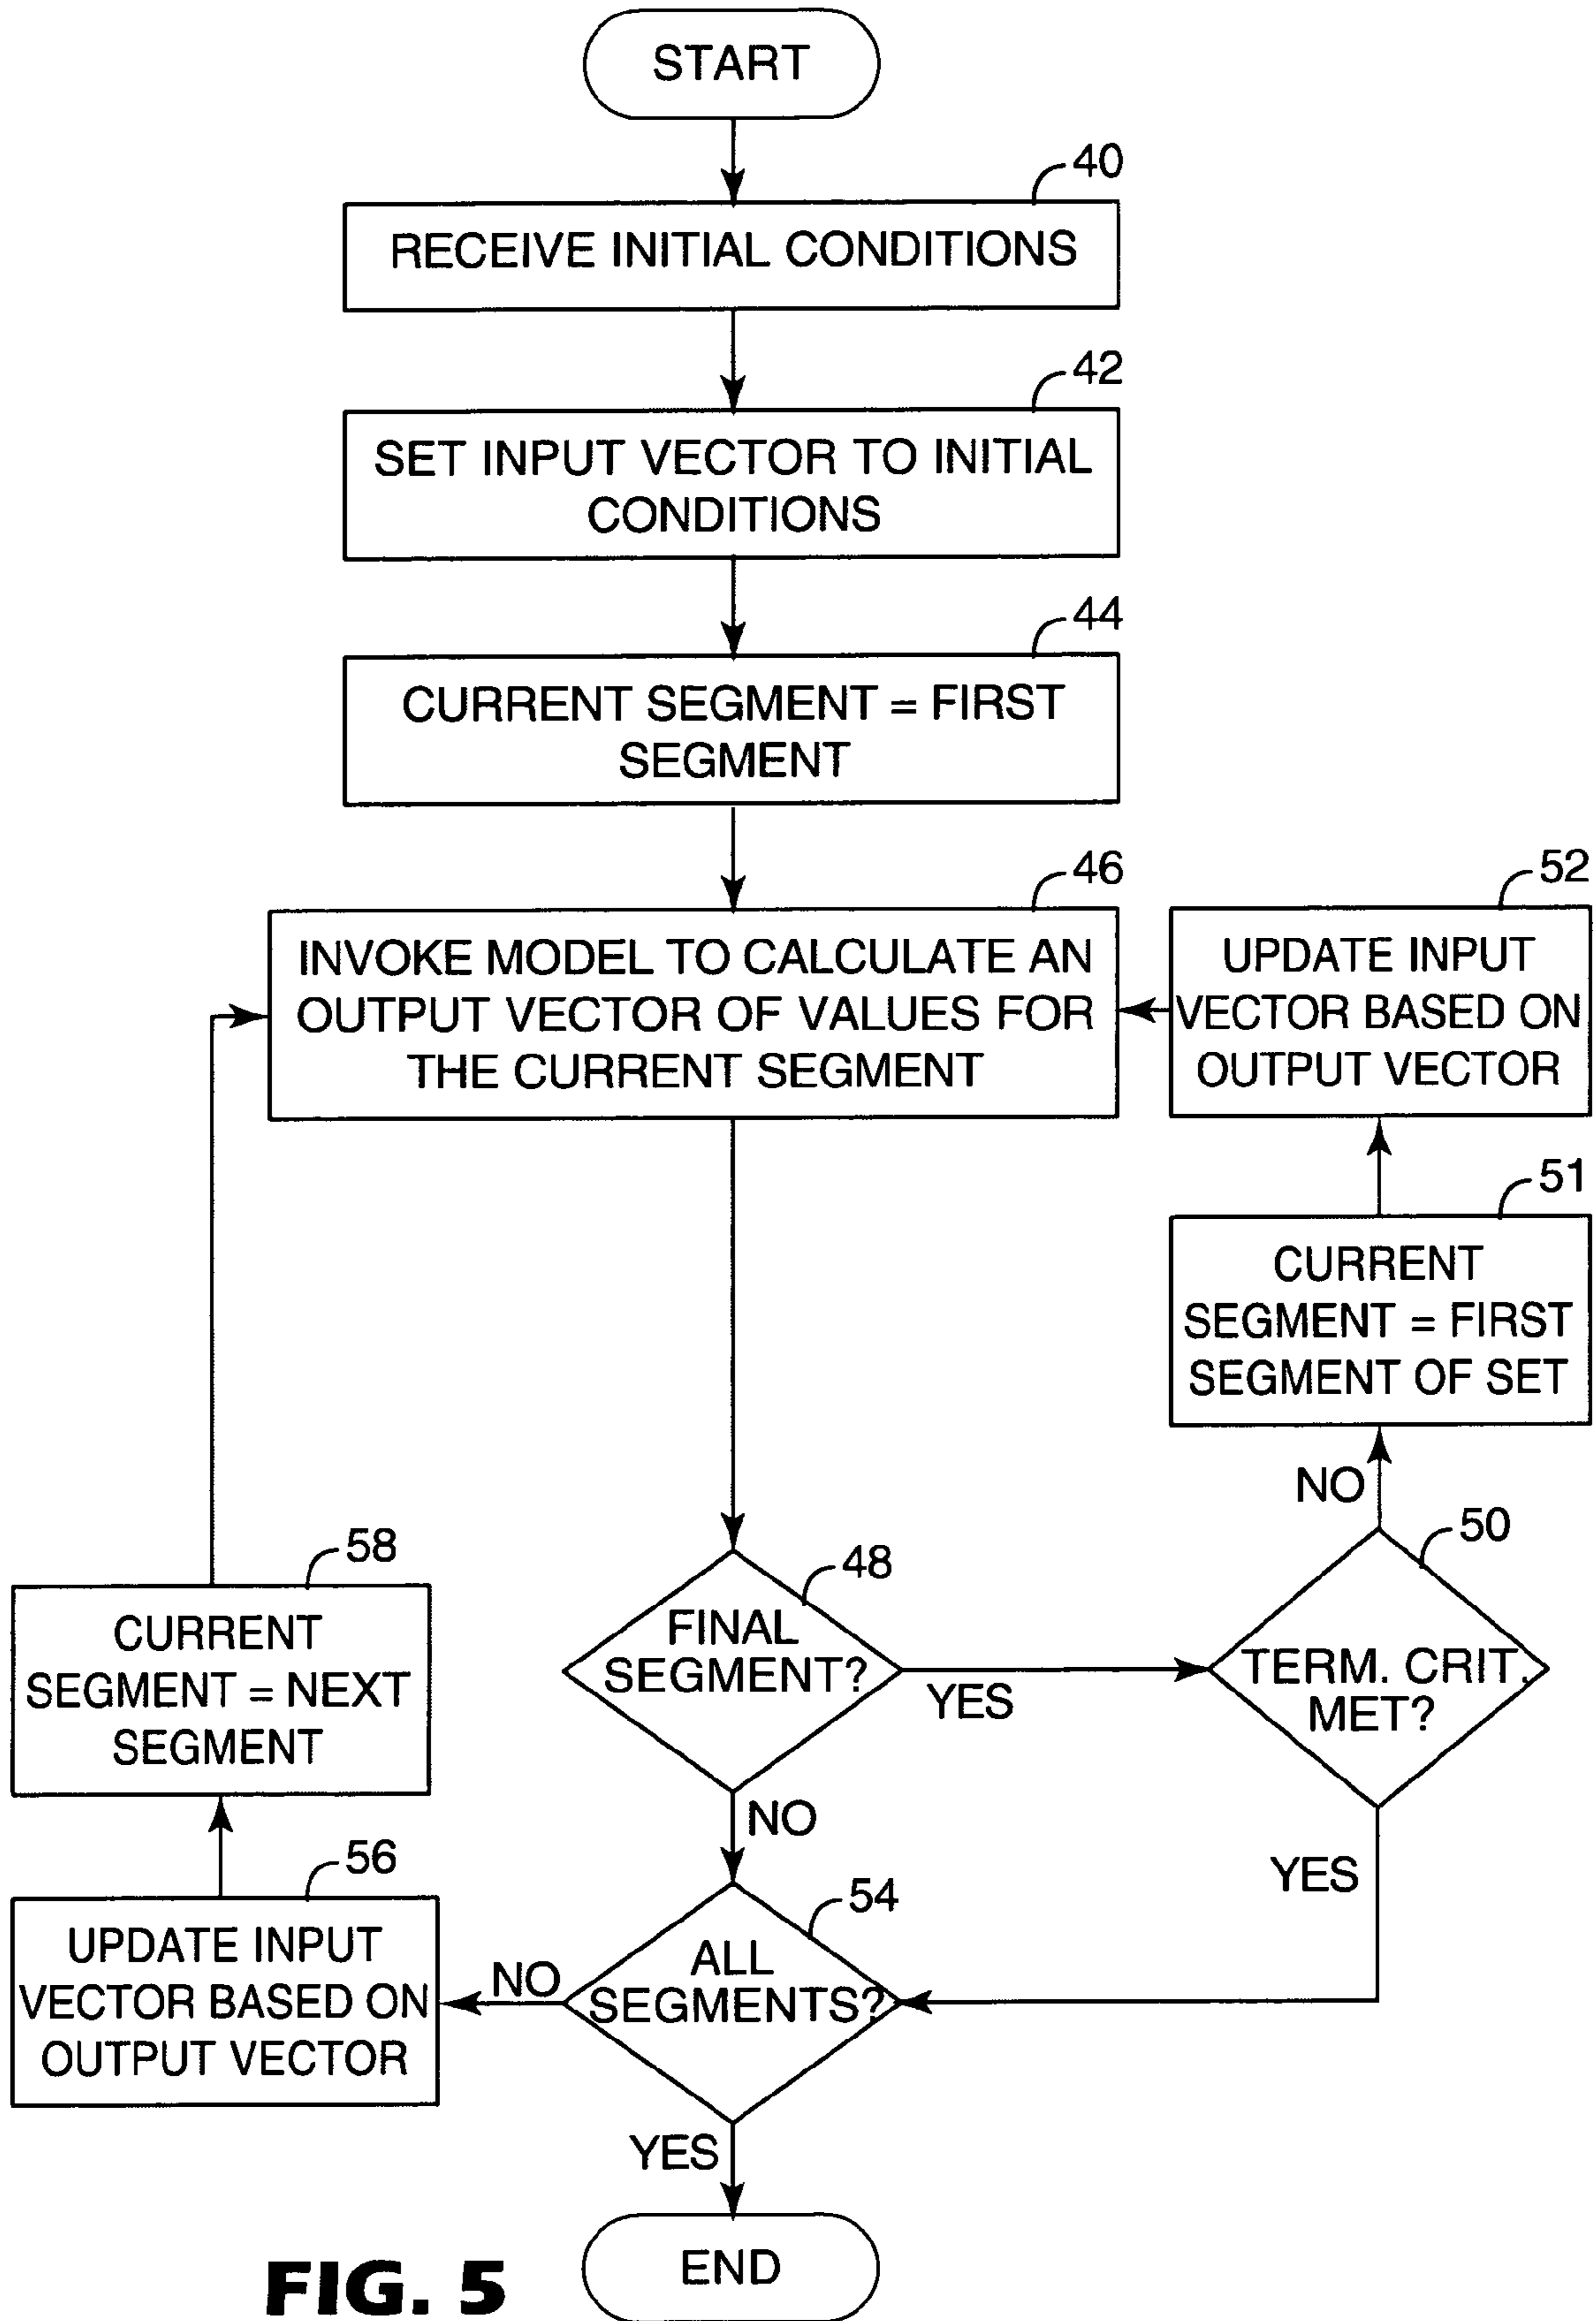 START
40
RECEIVE INITIAL CONDITIONS
42
SET INPUT VECTOR TO INITIAL
CONDITIONS
44
CURRENT SEGMENT = FIRST
SEGMENT
46
INVOKE MODEL TO CALCULATE AN
OUTPUT VECTOR OF VALUES FOR
THE CURRENT SEGMENT
52
UPDATE INPUT
VECTOR BASED ON
OUTPUT VECTOR
51
CURRENT
SEGMENT = FIRST
SEGMENT OF SET
NO
50
TERM. CRIT.
MET?
YES
48
FINAL
SEGMENT?
YES
NO
58
CURRENT
SEGMENT = NEXT
SEGMENT
56
UPDATE INPUT
VECTOR BASED ON
OUTPUT VECTOR
NO
54
ALL
SEGMENTS?
YES
END
FIG. 5